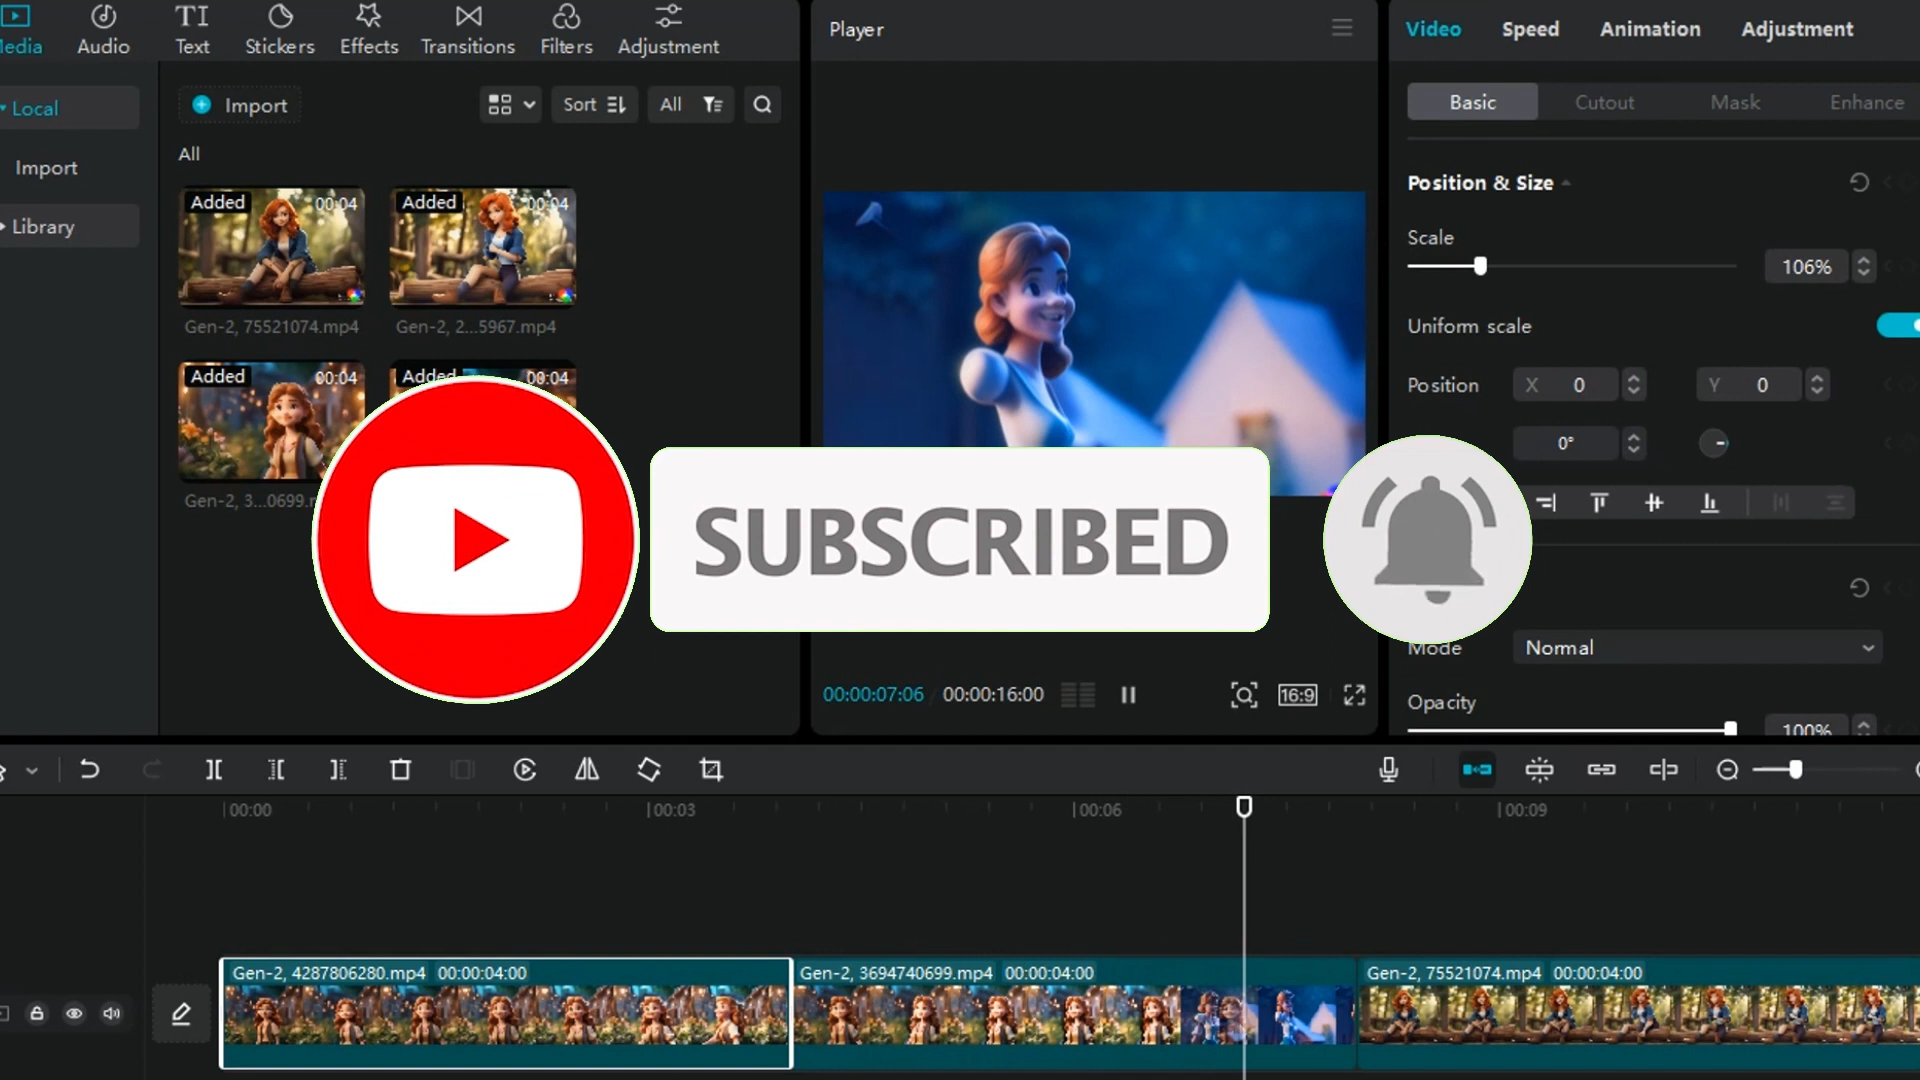 Media
Audio
Text
Stickers
Effects
Transitions
Filters
Adjustment
Player
Video
Speed
Animation
Adjustment
Local
Import
Library
Import
Sort
All
All
Basic
Cutout
Mask
Enhance
Position & Size
Scale
106%
Uniform scale
Position
X 0
Y 0
0°
Added 00:04
Added 00:04
Gen-2, 75521074.mp4
Gen-2, 2...5967.mp4
Added 00:04
Added 00:04
Gen-2, 3...0699.
SUBSCRIBED
Mode
Normal
Opacity
100%
00:00:07:06
00:00:16:00
16:9
00:00
00:03
00:06
00:09
Gen-2, 4287806280.mp4 00:00:04:00
Gen-2, 3694740699.mp4 00:00:04:00
Gen-2, 75521074.mp4 00:00:04:00